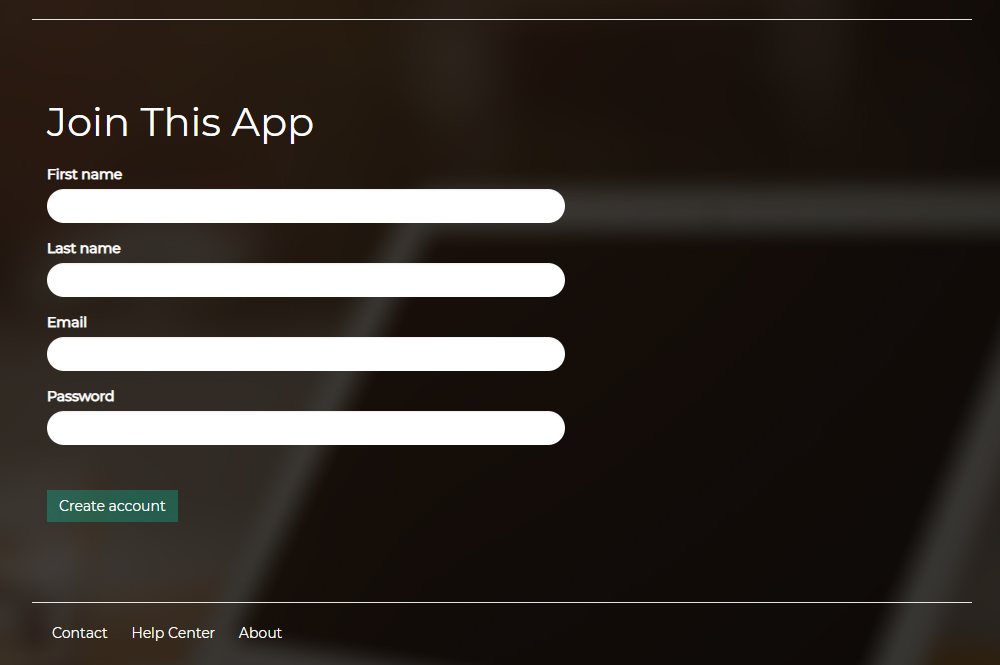 Join This App
First name
Last name
Email
Password
Create account
Contact Help Center About